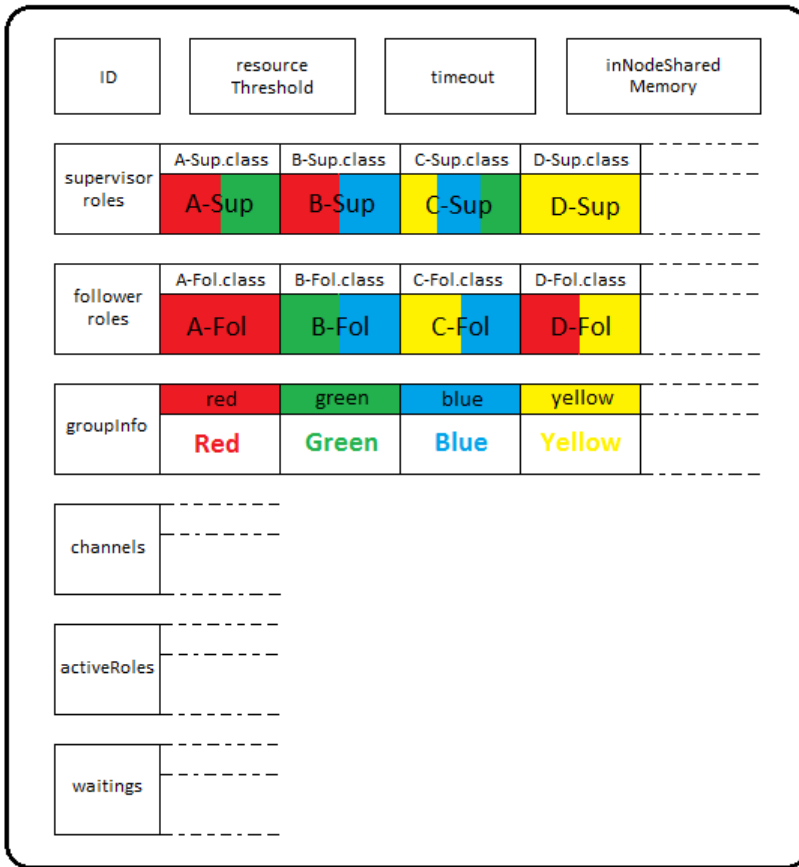 ID
resource
Threshold
timeout
inNodeShared
Memory
supervisor
roles
A-Sup.class
B-Sup.class
C-Sup.class
D-Sup.class
A-Sup
B-Sup
C-Sup
D-Sup
follower
roles
A-Fol.class
B-Fol.class
C-Fol.class
D-Fol.class
A-Fol
B-Fol
C-Fol
D-Fol
groupInfo
red
green
blue
yellow
Red
Green
Blue
Yellow
channels
activeRoles
waitings